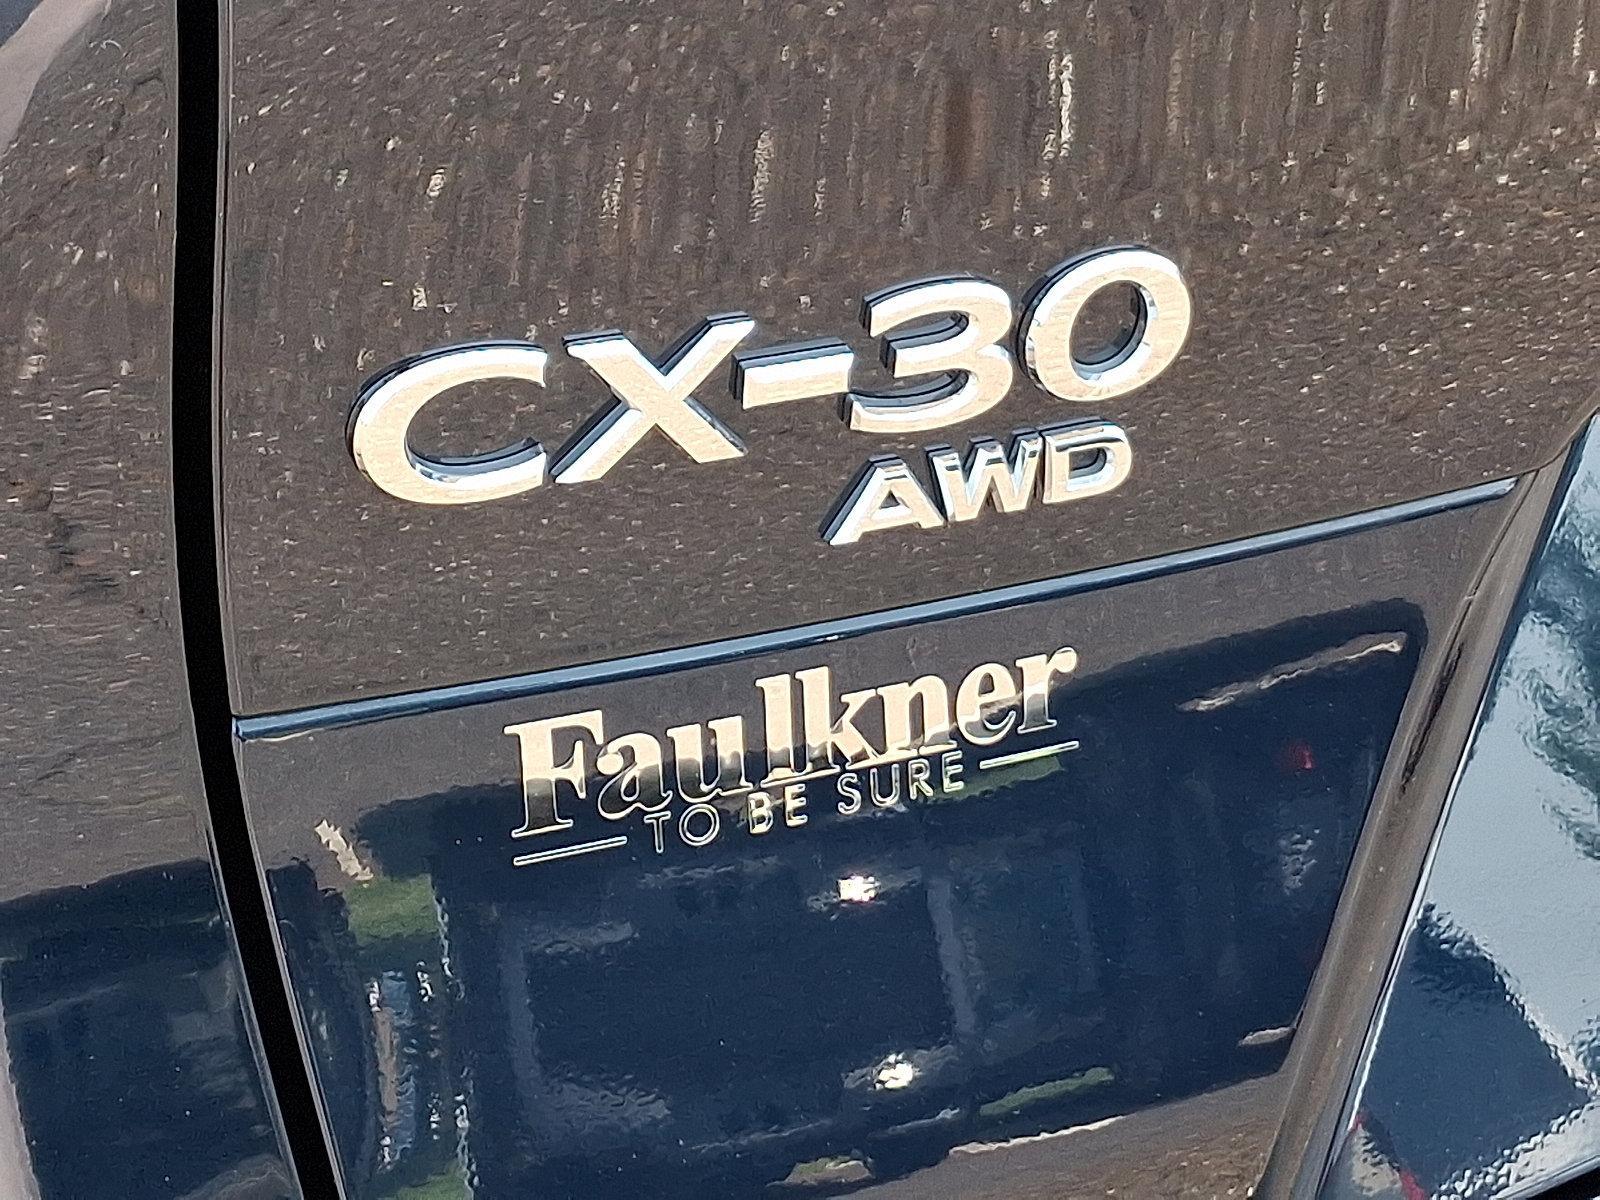 CX-30
AWD
Faulkner
TO BE SURE